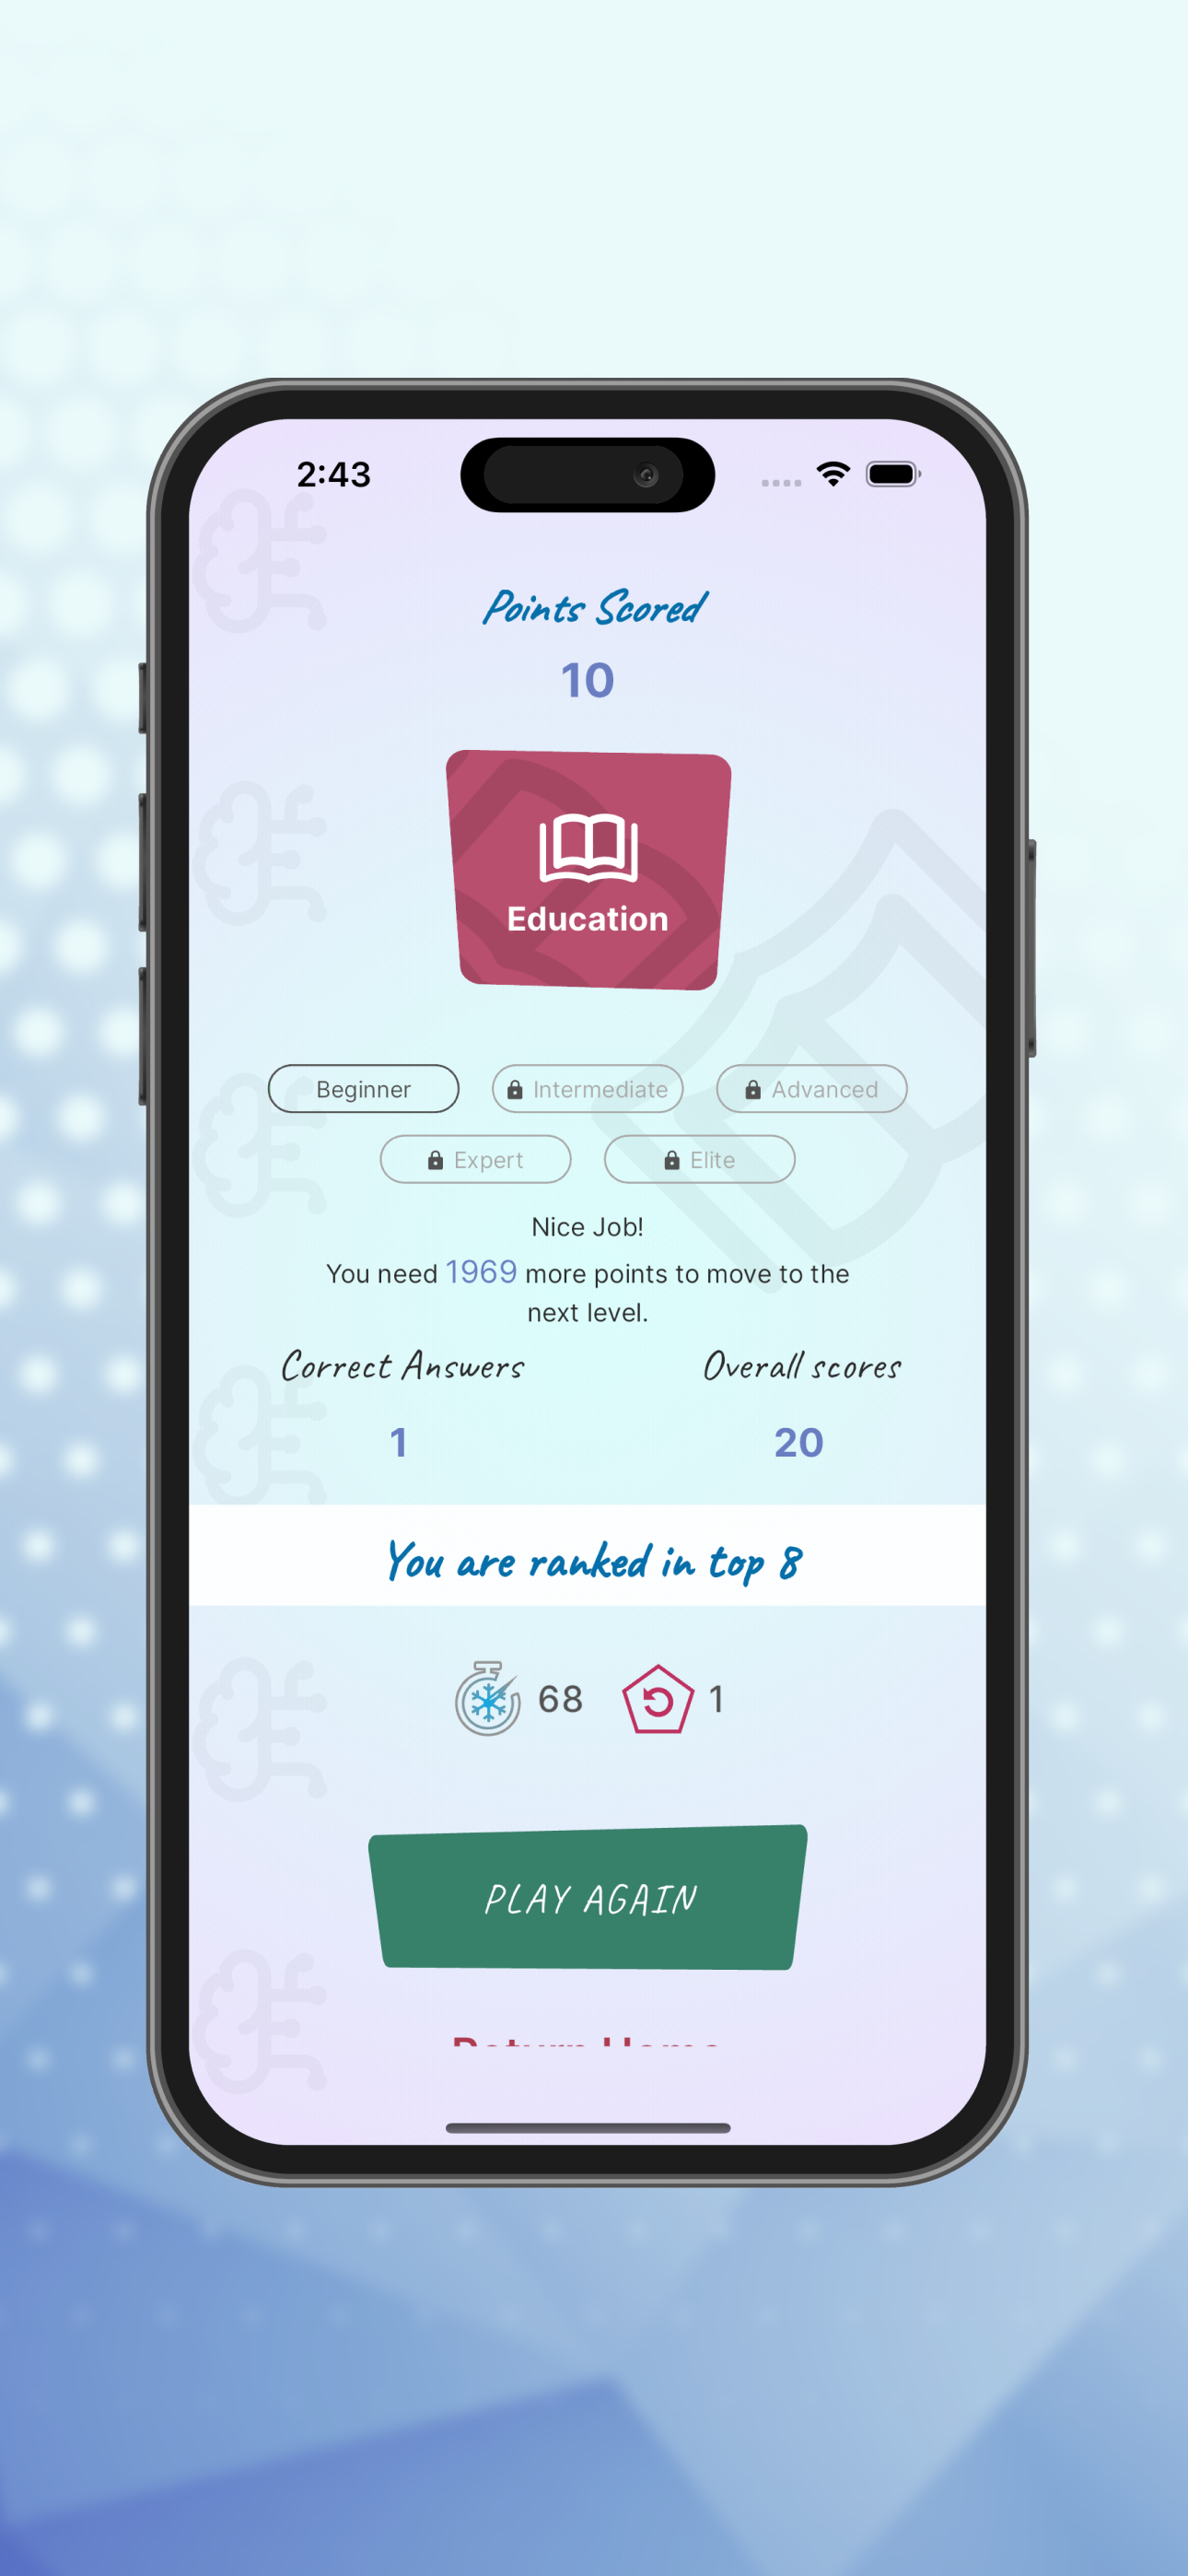 2:43
Points Scored
10
Education
Beginner
Intermediate
Advanced
Expert
Elite
Nice Job!
You need 1969 more points to move to the
next level.
Correct Answers
Overall scores
1
20
You are ranked in top 8
68
1
PLAY AGAIN
Return Home